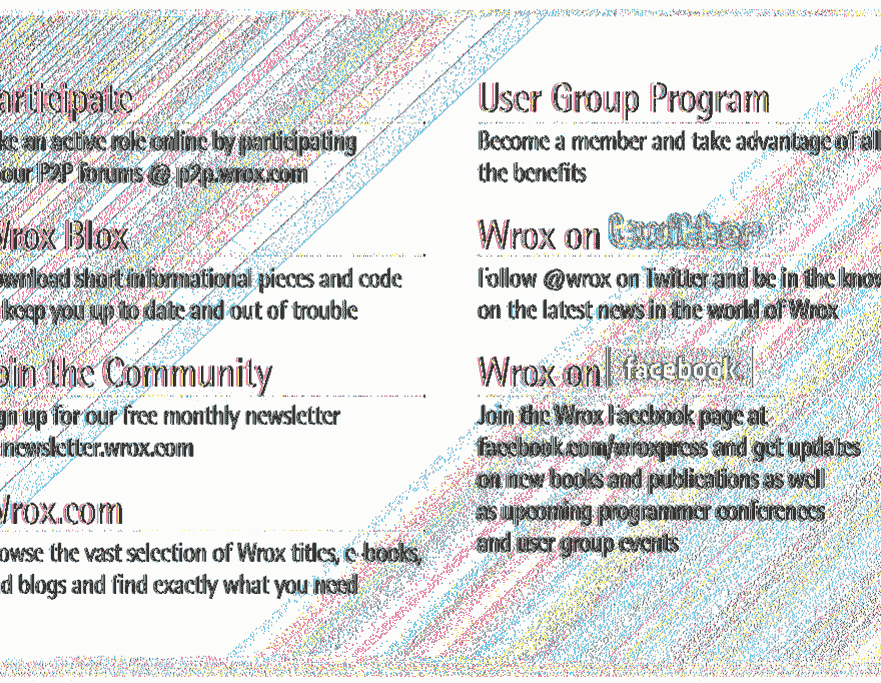 articipate
ke an active role online by participating
our P2P forums @ p2p.wrox.com
Wrox Blox
ownload short informational pieces and code
keep you up to date and out of trouble
oin the Community
gn up for our free monthly newsletter
newsletter.wrox.com
Wrox.com
owse the vast selection of Wrox titles, e-books,
d blogs and find exactly what you need
User Group Program
Become a member and take advantage of all
the benefits
Wrox on twitter
Follow @wrox on Twitter and be in the know
on the latest news in the world of Wrox
Wrox on facebook.
Join the Wrox Facebook page at
facebook.com/wroxpress and get updates
on new books and publications as well
as upcoming programmer conferences
and user group events